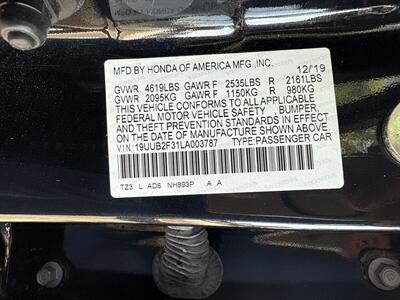 MFD. BY HONDA OF AMERICA MFG., INC. 12/19
GVWR 4619LBS GAWR F 2535LBS R 2161LBS
GVWR 2095KG GAWR F 1150KG R 980KG
THIS VEHICLE CONFORMS TO ALL APPLICABLE
FEDERAL MOTOR VEHICLE SAFETY, BUMPER,
AND THEFT PREVENTION STANDARDS IN EFFECT
ON THE DATE OF MANUFACTURE SHOWN ABOVE.
V.I.N.: 19UUB2F31LA003787 TYPE:PASSENGER CAR
TZ3 L AD6 NH893P A A